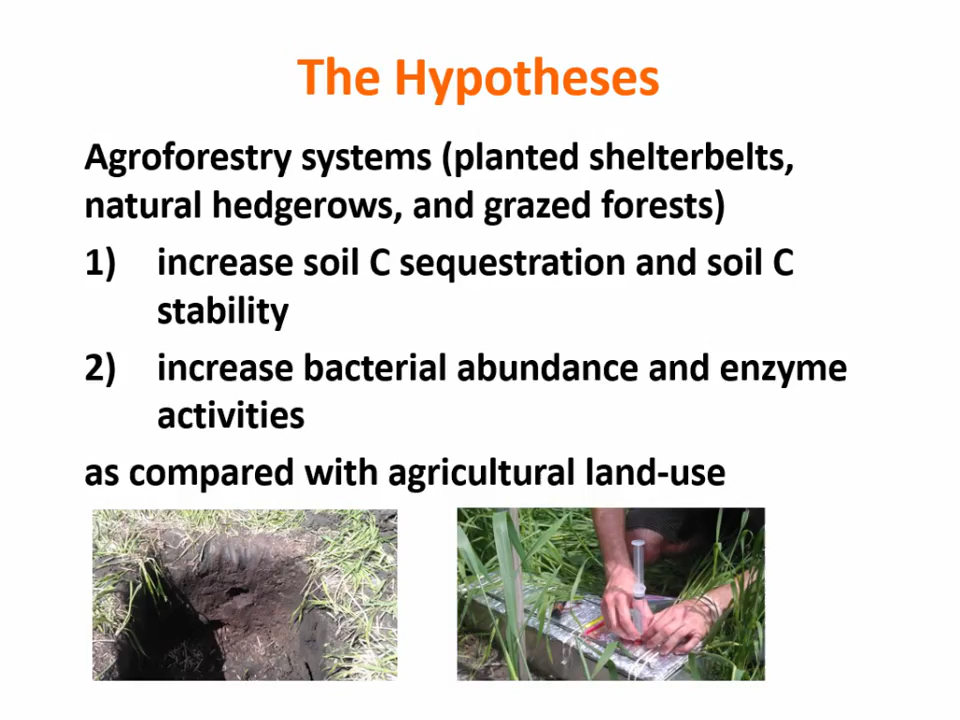 The Hypotheses
Agroforestry systems (planted shelterbelts,
natural hedgerows, and grazed forests)
1) increase soil C sequestration and soil C
stability
2) increase bacterial abundance and enzyme
activities
as compared with agricultural land-use